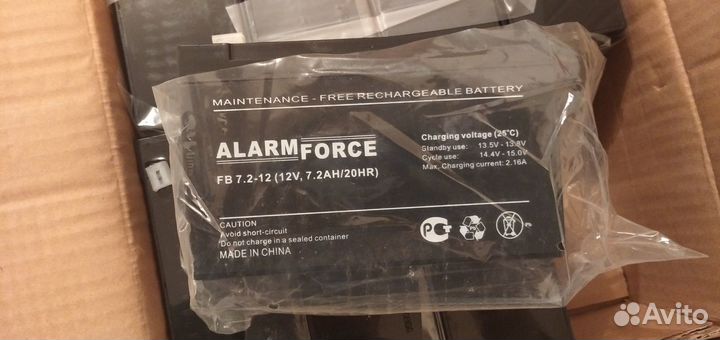 MAINTENANCE - FREE RECHARGEABLE BATTERY
ALARM FORCE
FB 7.2-12 (12V, 7.2AH/20HR)
Charging voltage (25°C)
Standby use: 13.5V - 13.8V
Cycle use: 14.4V - 15.0V
Max. Charging current: 2.16A
CAUTION
Avoid short-circuit
Do not charge in a sealed container
MADE IN CHINA
Pb
Avito